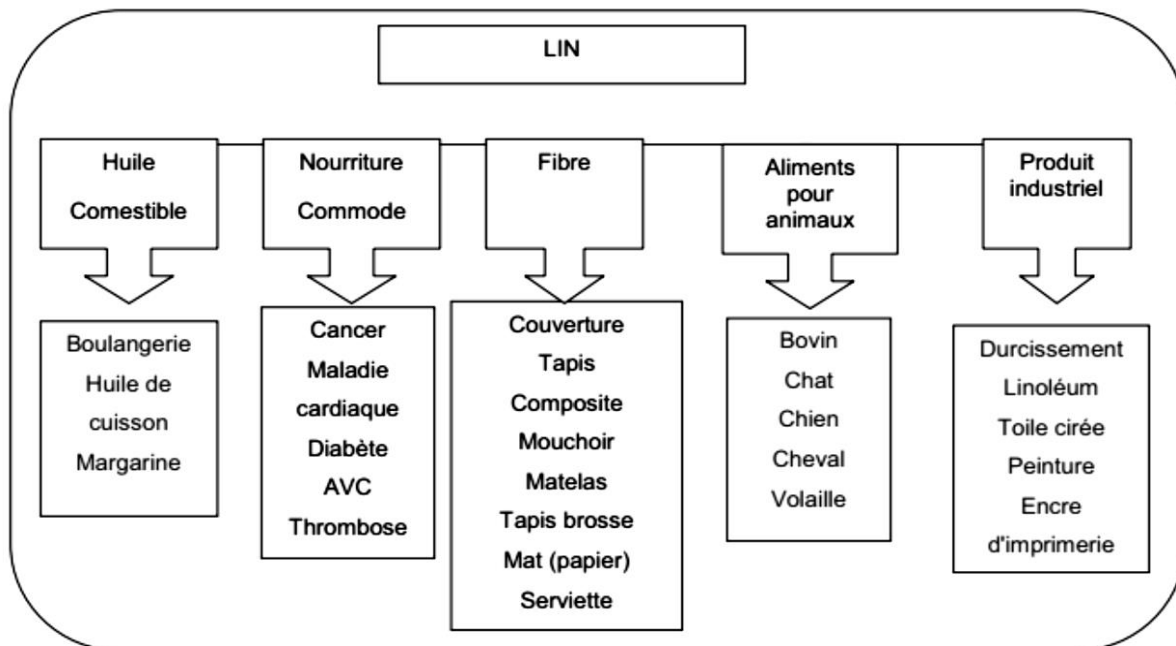 LIN
Huile
Comestible
Nourriture
Commode
Fibre
Aliments
pour
animaux
Produit
industriel
Boulangerie
Huile de
cuisson
Margarine
Cancer
Maladie
cardiaque
Diabète
AVC
Thrombose
Couverture
Tapis
Composite
Mouchoir
Matelas
Tapis brosse
Mat (papier)
Serviette
Bovin
Chat
Chien
Cheval
Volaille
Durcissement
Linoléum
Toile cirée
Peinture
Encre
d'imprimerie